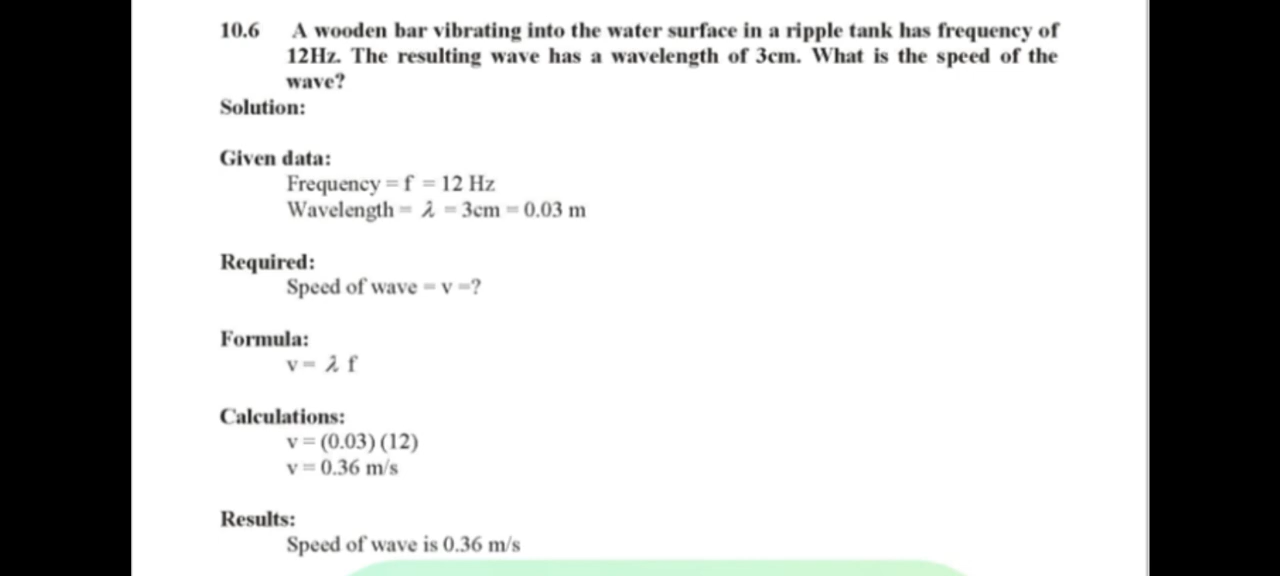 10.6 A wooden bar vibrating into the water surface in a ripple tank has frequency of
12Hz. The resulting wave has a wavelength of 3cm. What is the speed of the
wave?
Solution:
Given data:
Frequency = f = 12 Hz
Wavelength = λ = 3cm = 0.03 m
Required:
Speed of wave = v =?
Formula:
v = λ f
Calculations:
v = (0.03) (12)
v = 0.36 m/s
Results:
Speed of wave is 0.36 m/s